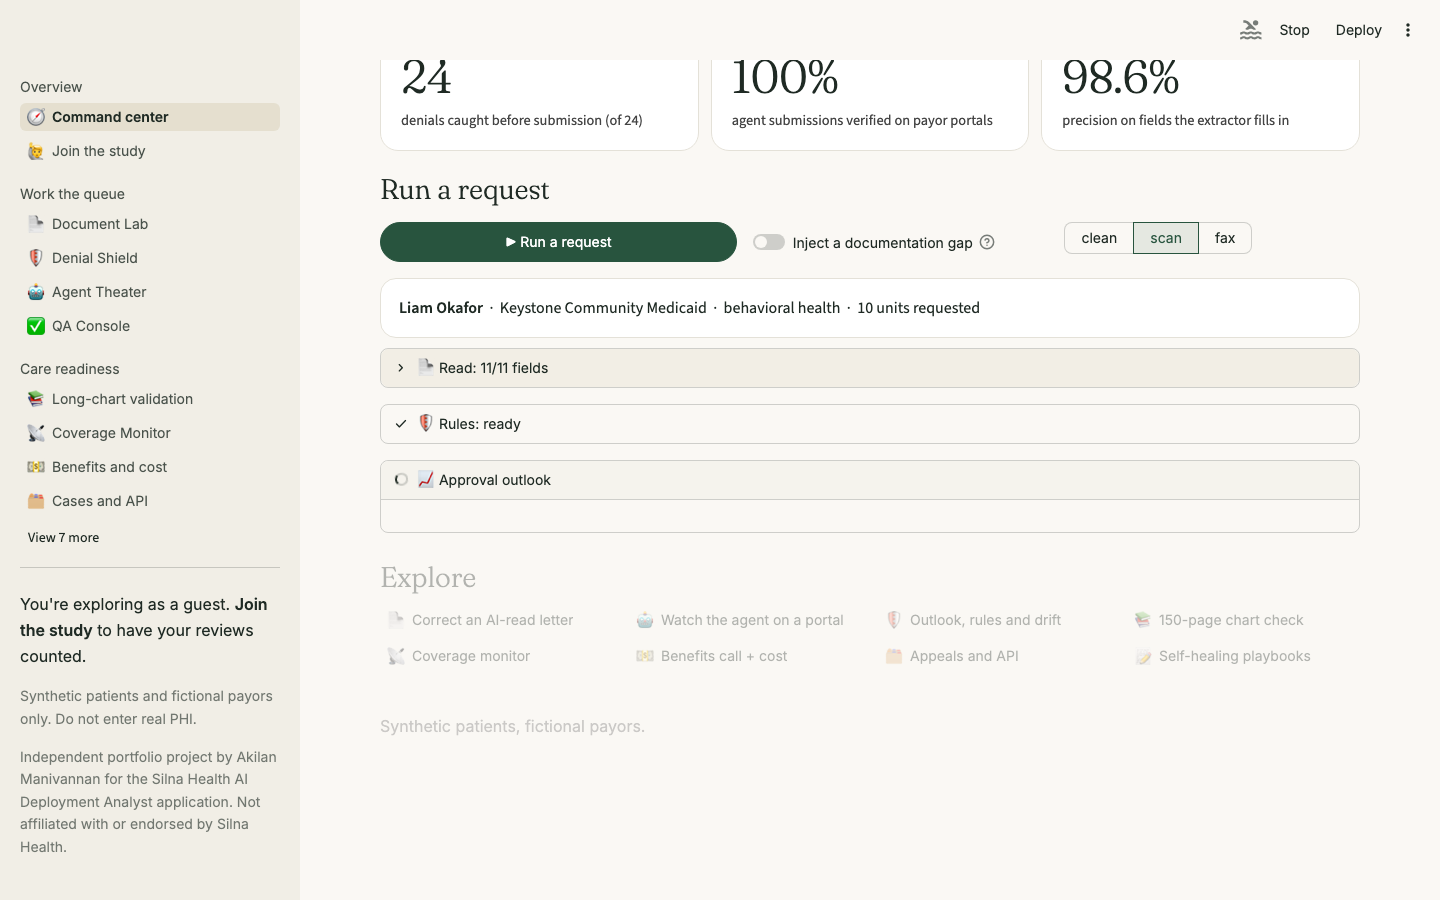 Stop
Deploy
Overview
Command center
Join the study
Work the queue
Document Lab
Denial Shield
Agent Theater
QA Console
Care readiness
Long-chart validation
Coverage Monitor
Benefits and cost
Cases and API
View 7 more
You're exploring as a guest. Join
the study to have your reviews
counted.
Synthetic patients and fictional payors
only. Do not enter real PHI.
Independent portfolio project by Akilan
Manivannan for the Silna Health AI
Deployment Analyst application. Not
affiliated with or endorsed by Silna
Health.
24
denials caught before submission (of 24)
100%
agent submissions verified on payor portals
98.6%
precision on fields the extractor fills in
Run a request
Run a request
Inject a documentation gap
clean
scan
fax
Liam Okafor · Keystone Community Medicaid · behavioral health · 10 units requested
Read: 11/11 fields
Rules: ready
Approval outlook
Explore
Correct an AI-read letter
Watch the agent on a portal
Outlook, rules and drift
150-page chart check
Coverage monitor
Benefits call + cost
Appeals and API
Self-healing playbooks
Synthetic patients, fictional payors.